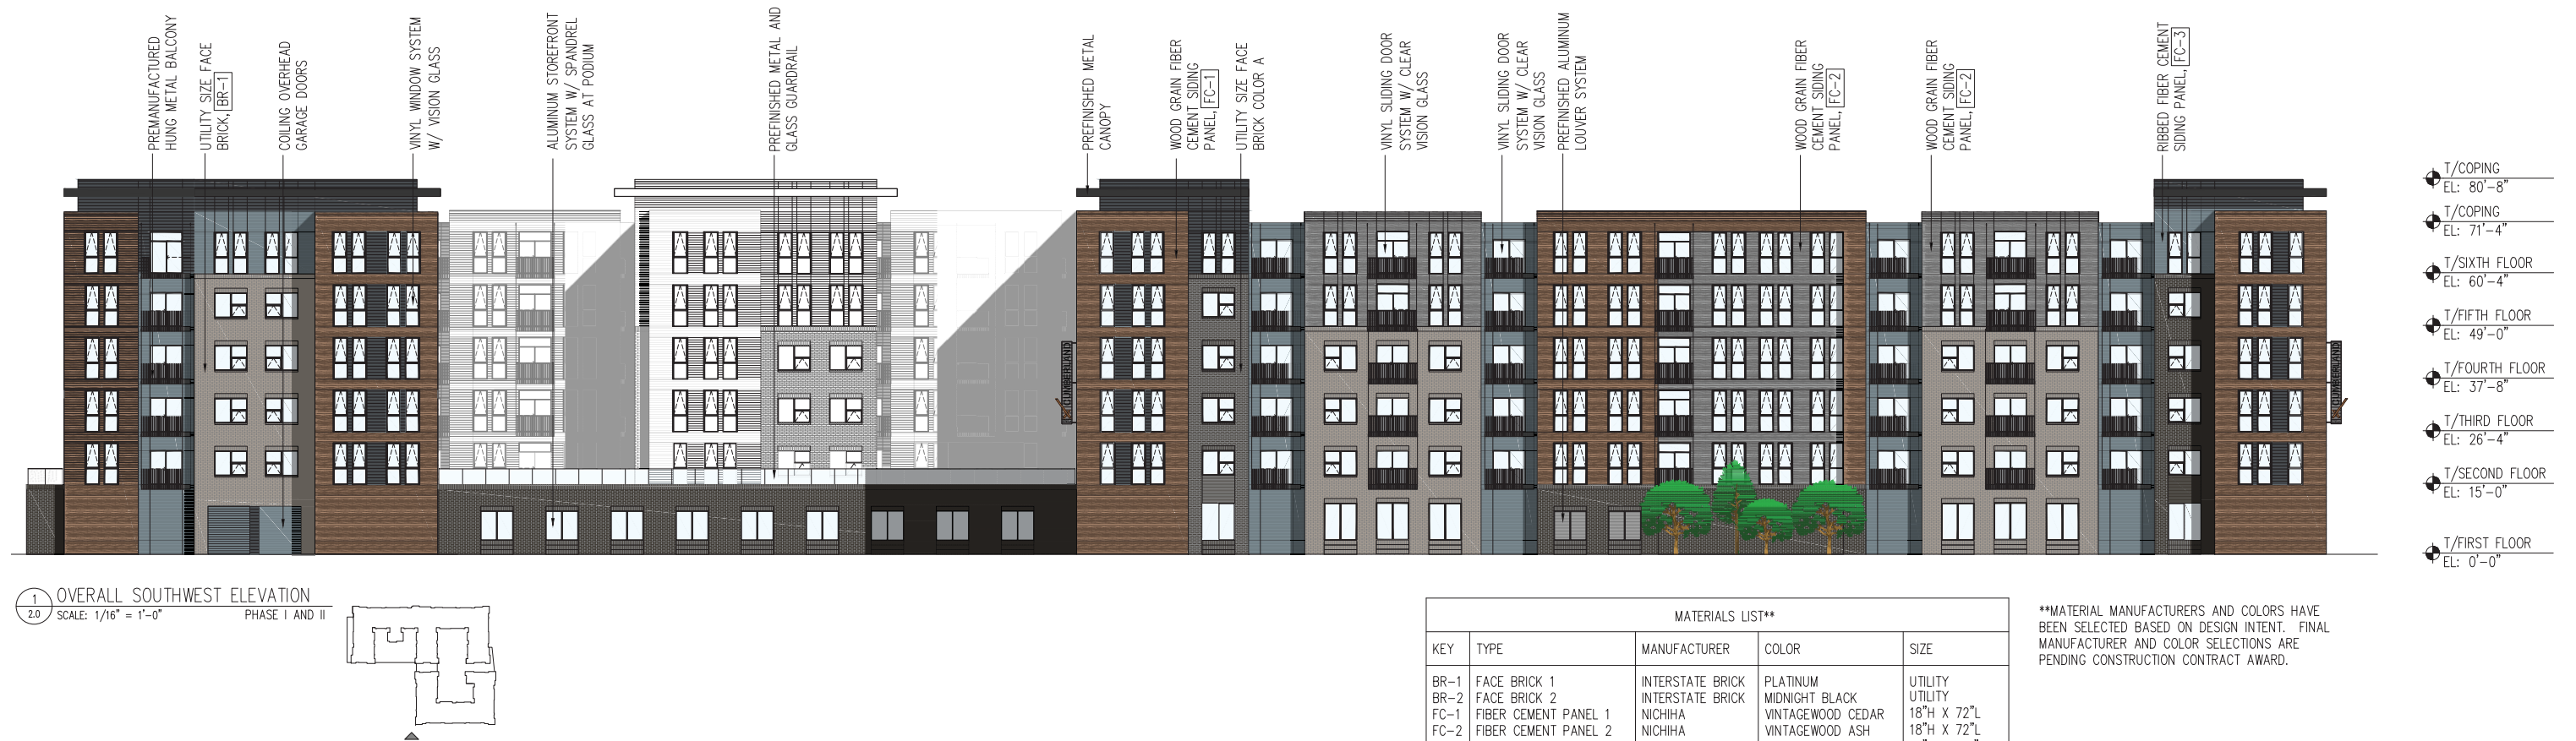 PREMANUFACTURED
HUNG METAL BALCONY
UTILITY SIZE FACE
BRICK, BR-1
COILING OVERHEAD
GARAGE DOORS
VINYL WINDOW SYSTEM
W/ VISION GLASS
ALUMINUM STOREFRONT
SYSTEM W/ SPANDREL
GLASS AT PODIUM
PREFINISHED METAL AND
GLASS GUARDRAIL
PREFINISHED METAL
CANOPY
WOOD GRAIN FIBER
CEMENT SIDING
PANEL, FC-1
UTILITY SIZE FACE
BRICK COLOR A
VINYL SLIDING DOOR
SYSTEM W/ CLEAR
VISION GLASS
VINYL SLIDING DOOR
SYSTEM W/ CLEAR
VISION GLASS
PREFINISHED ALUMINUM
LOUVER SYSTEM
WOOD GRAIN FIBER
CEMENT SIDING
PANEL, FC-2
WOOD GRAIN FIBER
CEMENT SIDING
PANEL, FC-2
RIBBED FIBER CEMENT
SIDING PANEL, FC-3
T/COPING
EL: 80'-8"
T/COPING
EL: 71'-4"
T/SIXTH FLOOR
EL: 60'-4"
T/FIFTH FLOOR
EL: 49'-0"
T/FOURTH FLOOR
EL: 37'-8"
T/THIRD FLOOR
EL: 26'-4"
T/SECOND FLOOR
EL: 15'-0"
T/FIRST FLOOR
EL: 0'-0"
CUMBERLAND
CUMBERLAND
1
2.0
OVERALL SOUTHWEST ELEVATION
SCALE: 1/16" = 1'-0" PHASE I AND II
MATERIALS LIST**
KEY TYPE MANUFACTURER COLOR SIZE
BR-1 FACE BRICK 1 INTERSTATE BRICK PLATINUM UTILITY
BR-2 FACE BRICK 2 INTERSTATE BRICK MIDNIGHT BLACK UTILITY
FC-1 FIBER CEMENT PANEL 1 NICHIHA VINTAGEWOOD CEDAR 18"H X 72"L
FC-2 FIBER CEMENT PANEL 2 NICHIHA VINTAGEWOOD ASH 18"H X 72"L
**MATERIAL MANUFACTURERS AND COLORS HAVE
BEEN SELECTED BASED ON DESIGN INTENT. FINAL
MANUFACTURER AND COLOR SELECTIONS ARE
PENDING CONSTRUCTION CONTRACT AWARD.